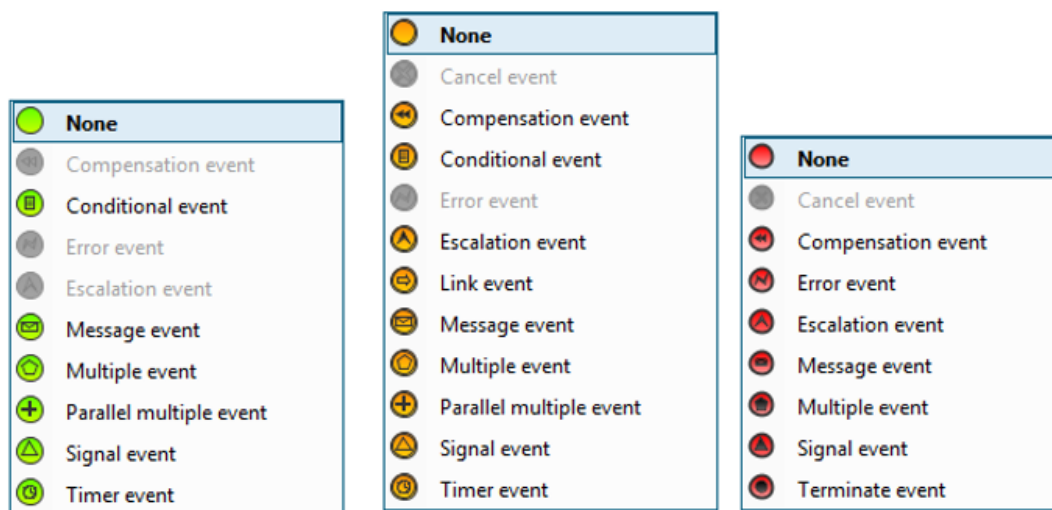 None
Compensation event
Conditional event
Error event
Escalation event
Message event
Multiple event
Parallel multiple event
Signal event
Timer event
None
Cancel event
Compensation event
Conditional event
Error event
Escalation event
Link event
Message event
Multiple event
Parallel multiple event
Signal event
Timer event
None
Cancel event
Compensation event
Error event
Escalation event
Message event
Multiple event
Signal event
Terminate event